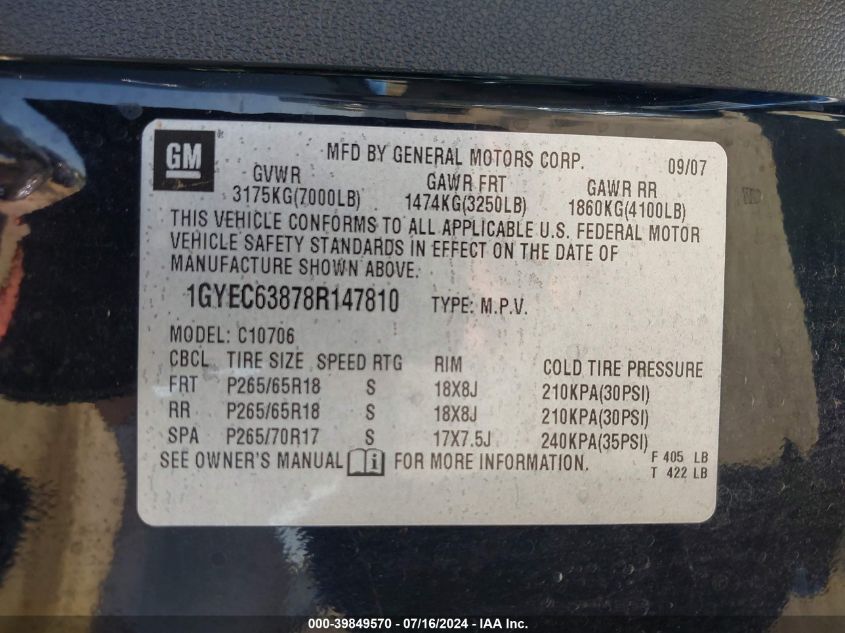 GM
MFD BY GENERAL MOTORS CORP. 09/07
GVWR GAWR FRT GAWR RR
3175KG(7000LB) 1474KG(3250LB) 1860KG(4100LB)
THIS VEHICLE CONFORMS TO ALL APPLICABLE U.S. FEDERAL MOTOR
VEHICLE SAFETY STANDARDS IN EFFECT ON THE DATE OF
MANUFACTURE SHOWN ABOVE.
1GYEC63878R147810 TYPE: M.P.V.
MODEL: C10706
CBCL TIRE SIZE SPEED RTG RIM COLD TIRE PRESSURE
FRT P265/65R18 S 18X8J 210KPA(30PSI)
RR P265/65R18 S 18X8J 210KPA(30PSI)
SPA P265/70R17 S 17X7.5J 240KPA(35PSI)
SEE OWNER'S MANUAL i FOR MORE INFORMATION. F 405 LB
T 422 LB
000-39849570 - 07/16/2024 - IAA Inc.